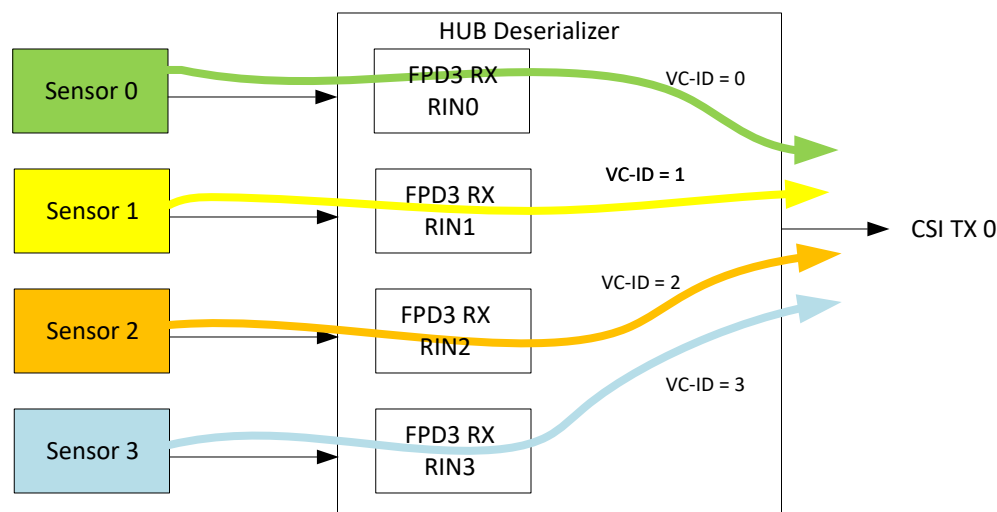 HUB Deserializer
Sensor 0
FPD3 RX
RIN0
VC-ID = 0
Sensor 1
FPD3 RX
RIN1
VC-ID = 1
CSI TX 0
Sensor 2
FPD3 RX
RIN2
VC-ID = 2
Sensor 3
FPD3 RX
RIN3
VC-ID = 3